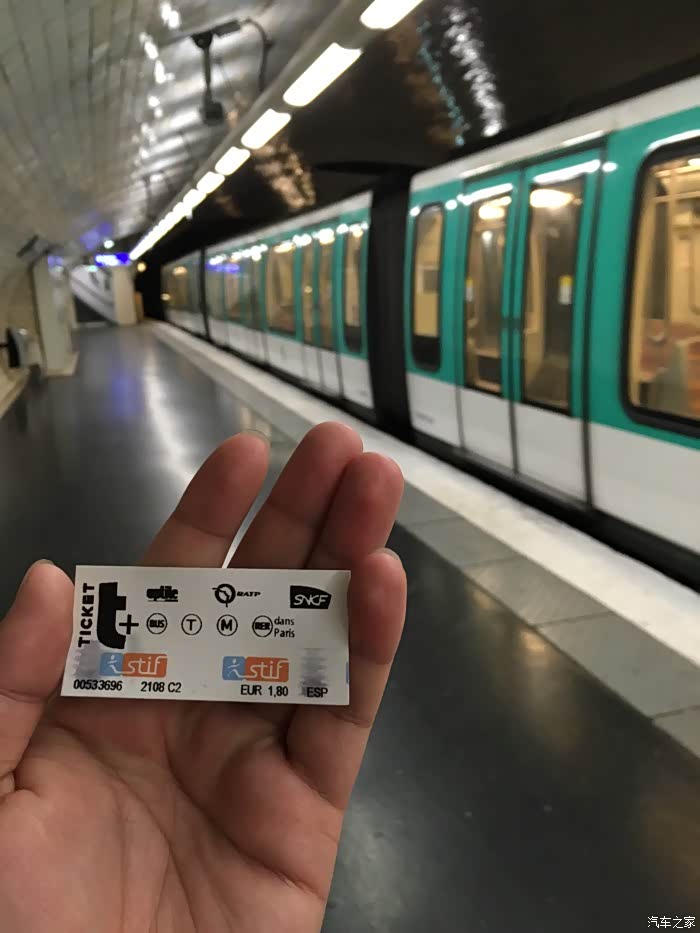 TICKET t+
optile RATP SNCF
BUS T M RER dans Paris
stif stif
00533696 2108 C2 EUR 1,80 ESP
汽车之家